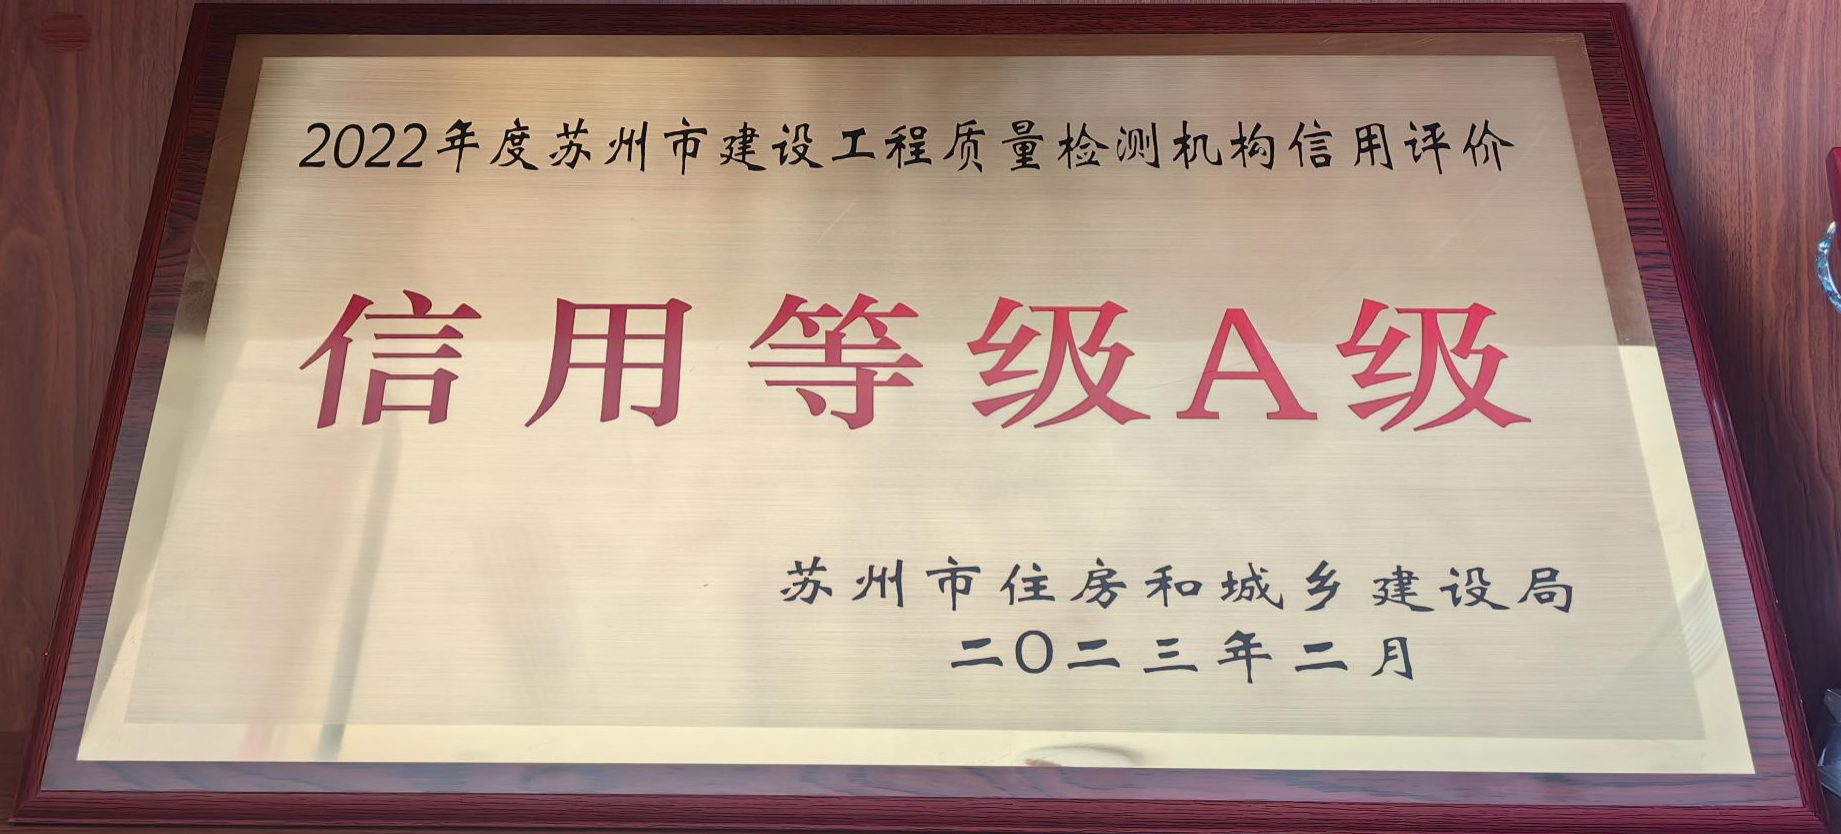 2022年度苏州市建设工程质量检测机构信用评价
信用等级A级
苏州市住房和城乡建设局
二〇二三年二月